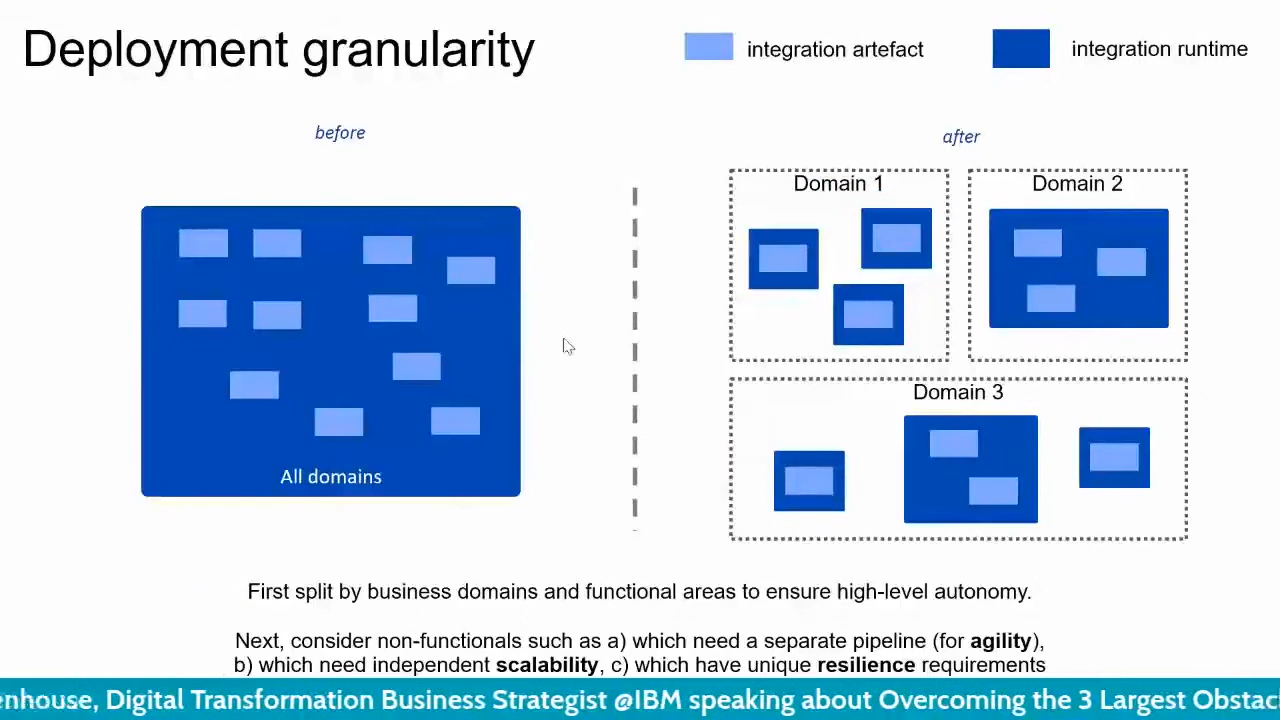 Deployment granularity
integration artefact
integration runtime
before
after
All domains
Domain 1
Domain 2
Domain 3
First split by business domains and functional areas to ensure high-level autonomy.
Next, consider non-functionals such as a) which need a separate pipeline (for agility),
b) which need independent scalability, c) which have unique resilience requirements
enhouse, Digital Transformation Business Strategist @IBM speaking about Overcoming the 3 Largest Obstac